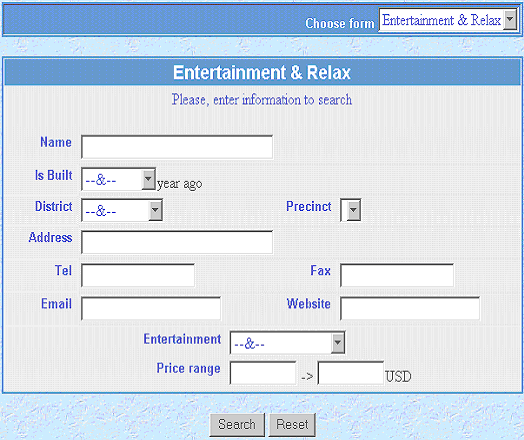 Choose form Entertainment & Relax
Entertainment & Relax
Please, enter information to search
Name
Is Built --&-- year ago
District --&-- Precinct
Address
Tel Fax
Email Website
Entertainment --&--
Price range -> USD
Search Reset